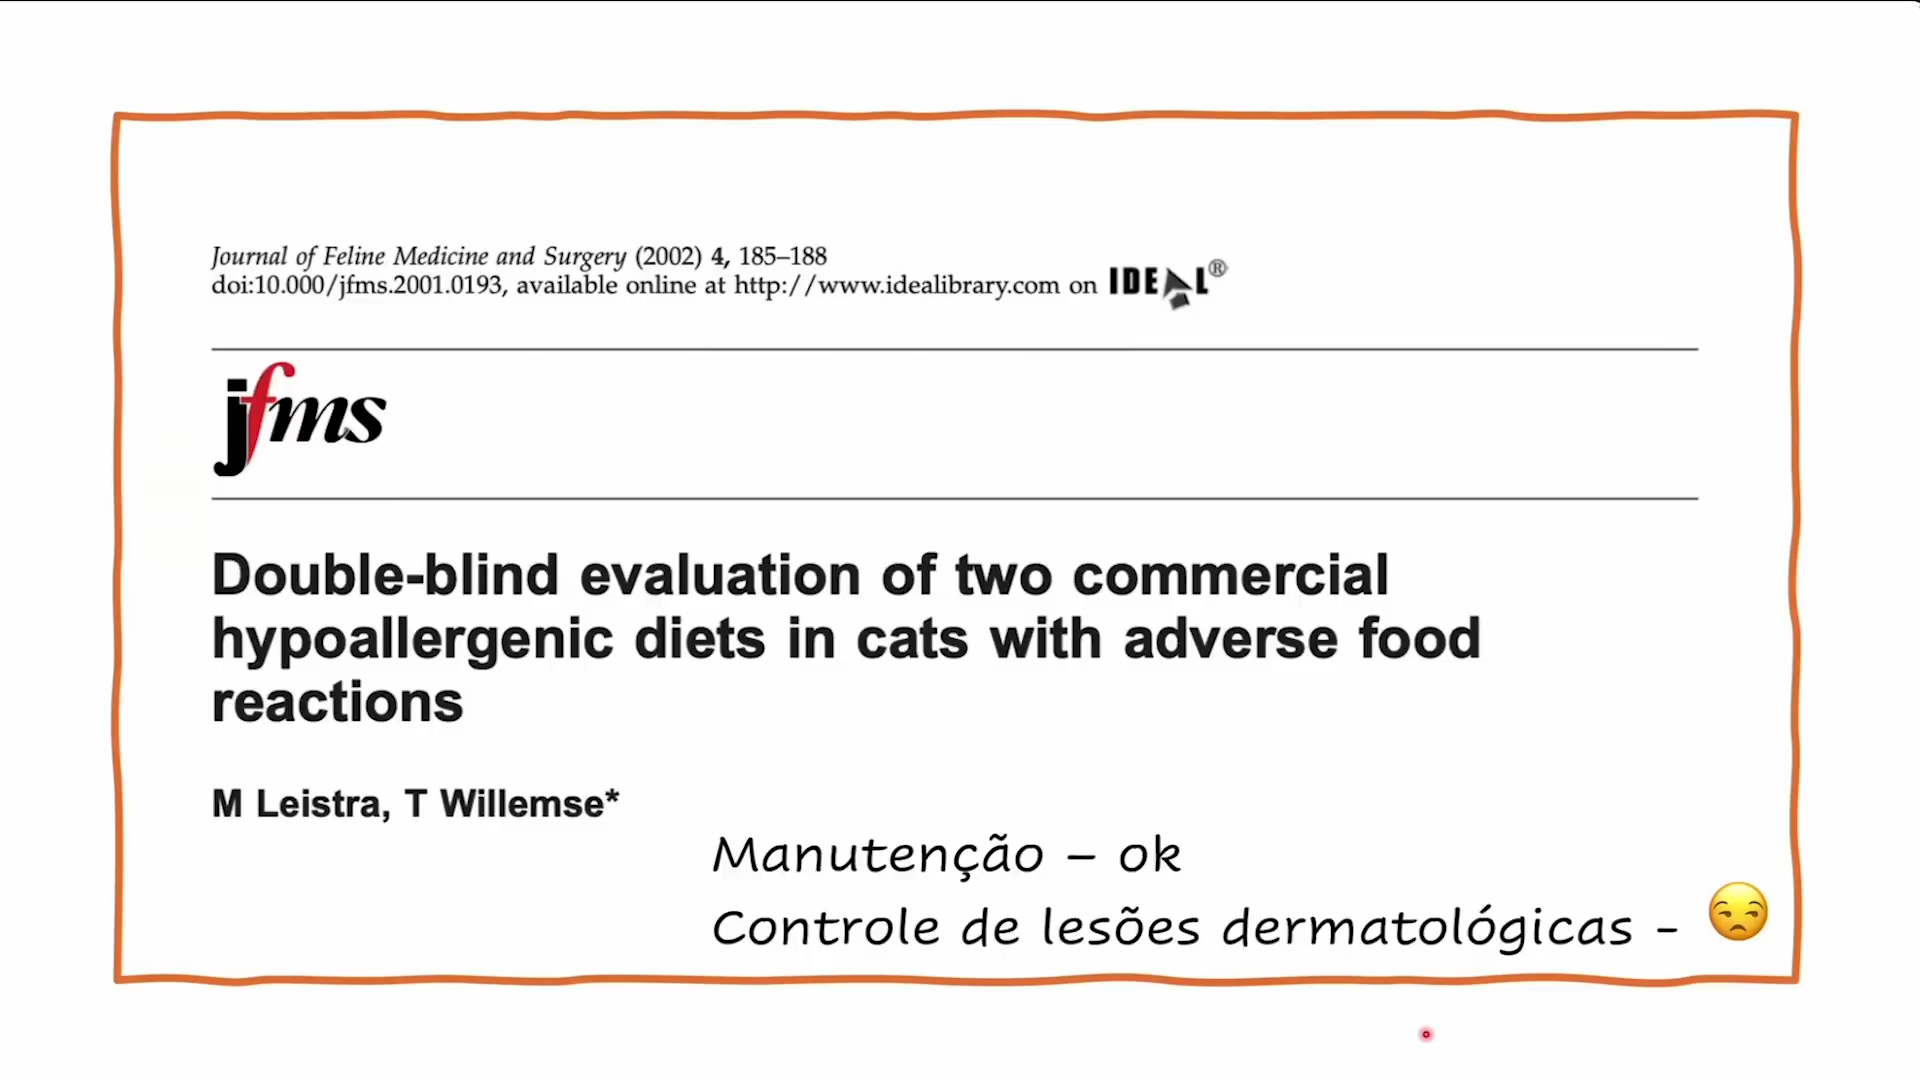 Journal of Feline Medicine and Surgery (2002) 4, 185–188
doi:10.000/jfms.2001.0193, available online at http://www.idealibrary.com on IDEAL®
jfms
Double-blind evaluation of two commercial
hypoallergenic diets in cats with adverse food
reactions
M Leistra, T Willemse*
Manutenção – ok
Controle de lesões dermatológicas - 😒